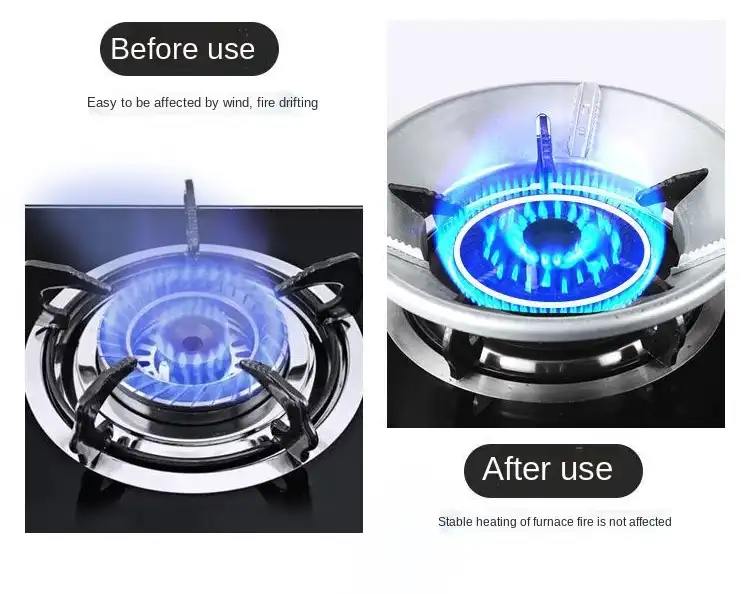 Before use
Easy to be affected by wind, fire drifting
After use
Stable heating of furnace fire is not affected